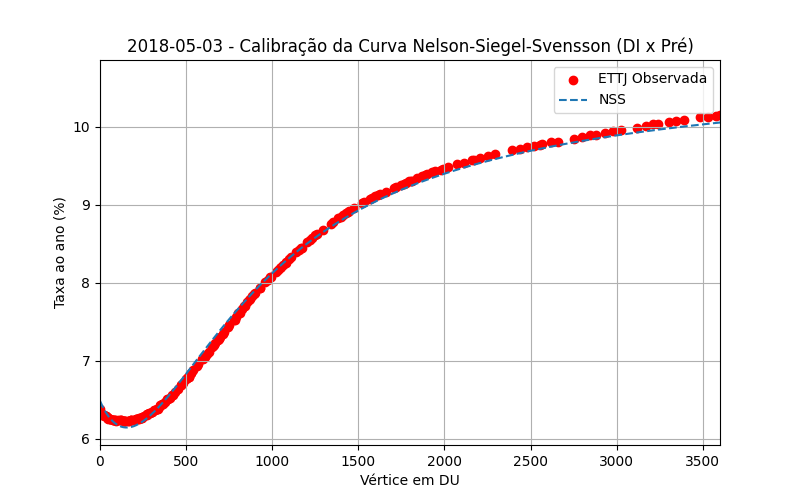 2018-05-03 - Calibração da Curva Nelson-Siegel-Svensson (DI x Pré)
ETTJ Observada
NSS
Taxa ao ano (%)
10
9
8
7
6
0 500 1000 1500 2000 2500 3000 3500
Vértice em DU